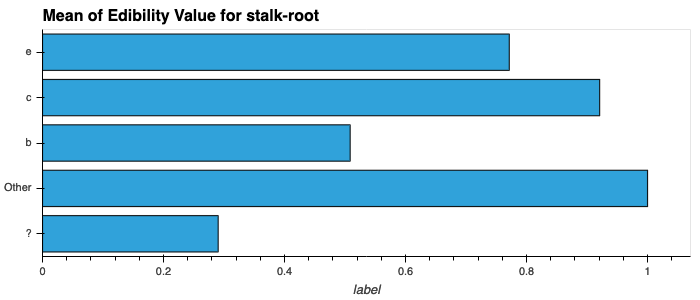 Mean of Edibility Value for stalk-root
e
c
b
Other
?
0 0.2 0.4 0.6 0.8 1
label